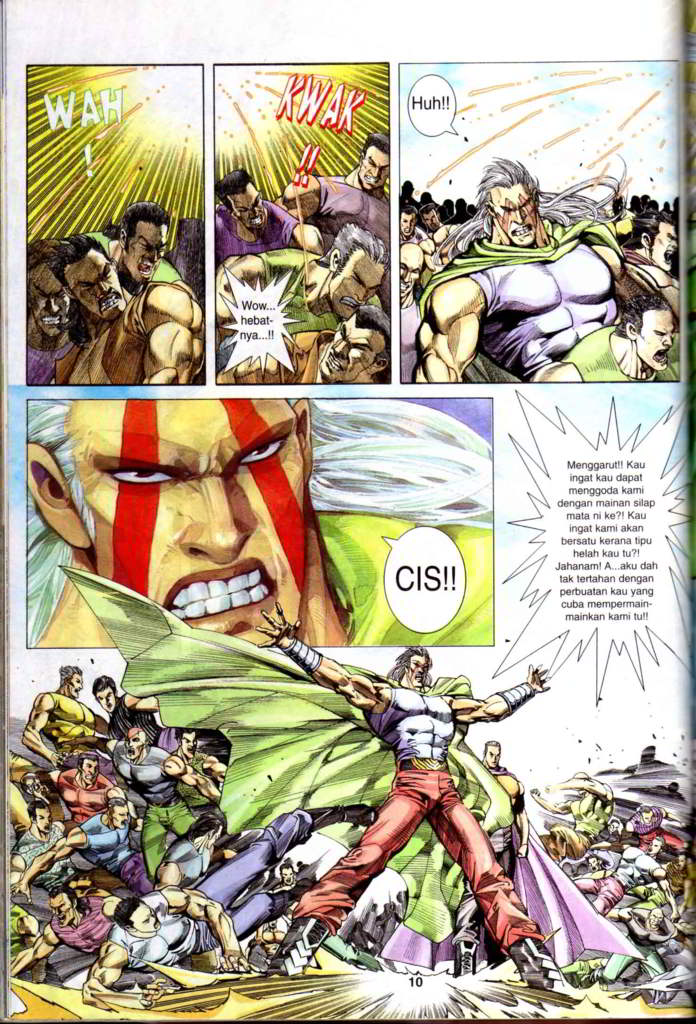 WAH
!
KWAK
!!
Wow...
hebat-
nya...!!
Huh!!
CIS!!
Menggarut!! Kau
ingat kau dapat
menggoda kami
dengan mainan silap
mata ni ke?! Kau
ingat kami akan
bersatu kerana tipu
helah kau tu?!
Jahanam! A...aku dah
tak tertahan dengan
perbuatan kau yang
cuba mempermain-
mainkan kami tu!!
10